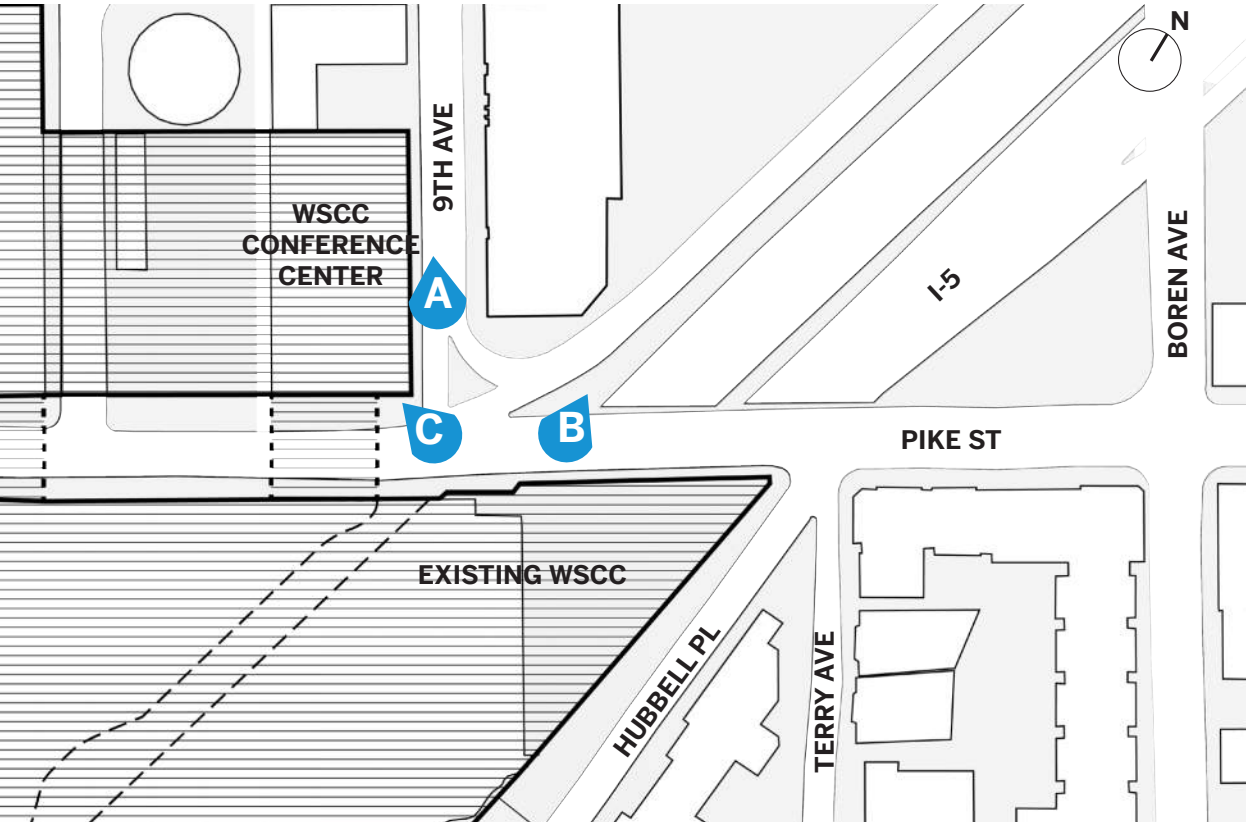 N
9TH AVE
WSCC
CONFERENCE
CENTER
A
I-5
BOREN AVE
C
B
PIKE ST
EXISTING WSCC
HUBBELL PL
TERRY AVE